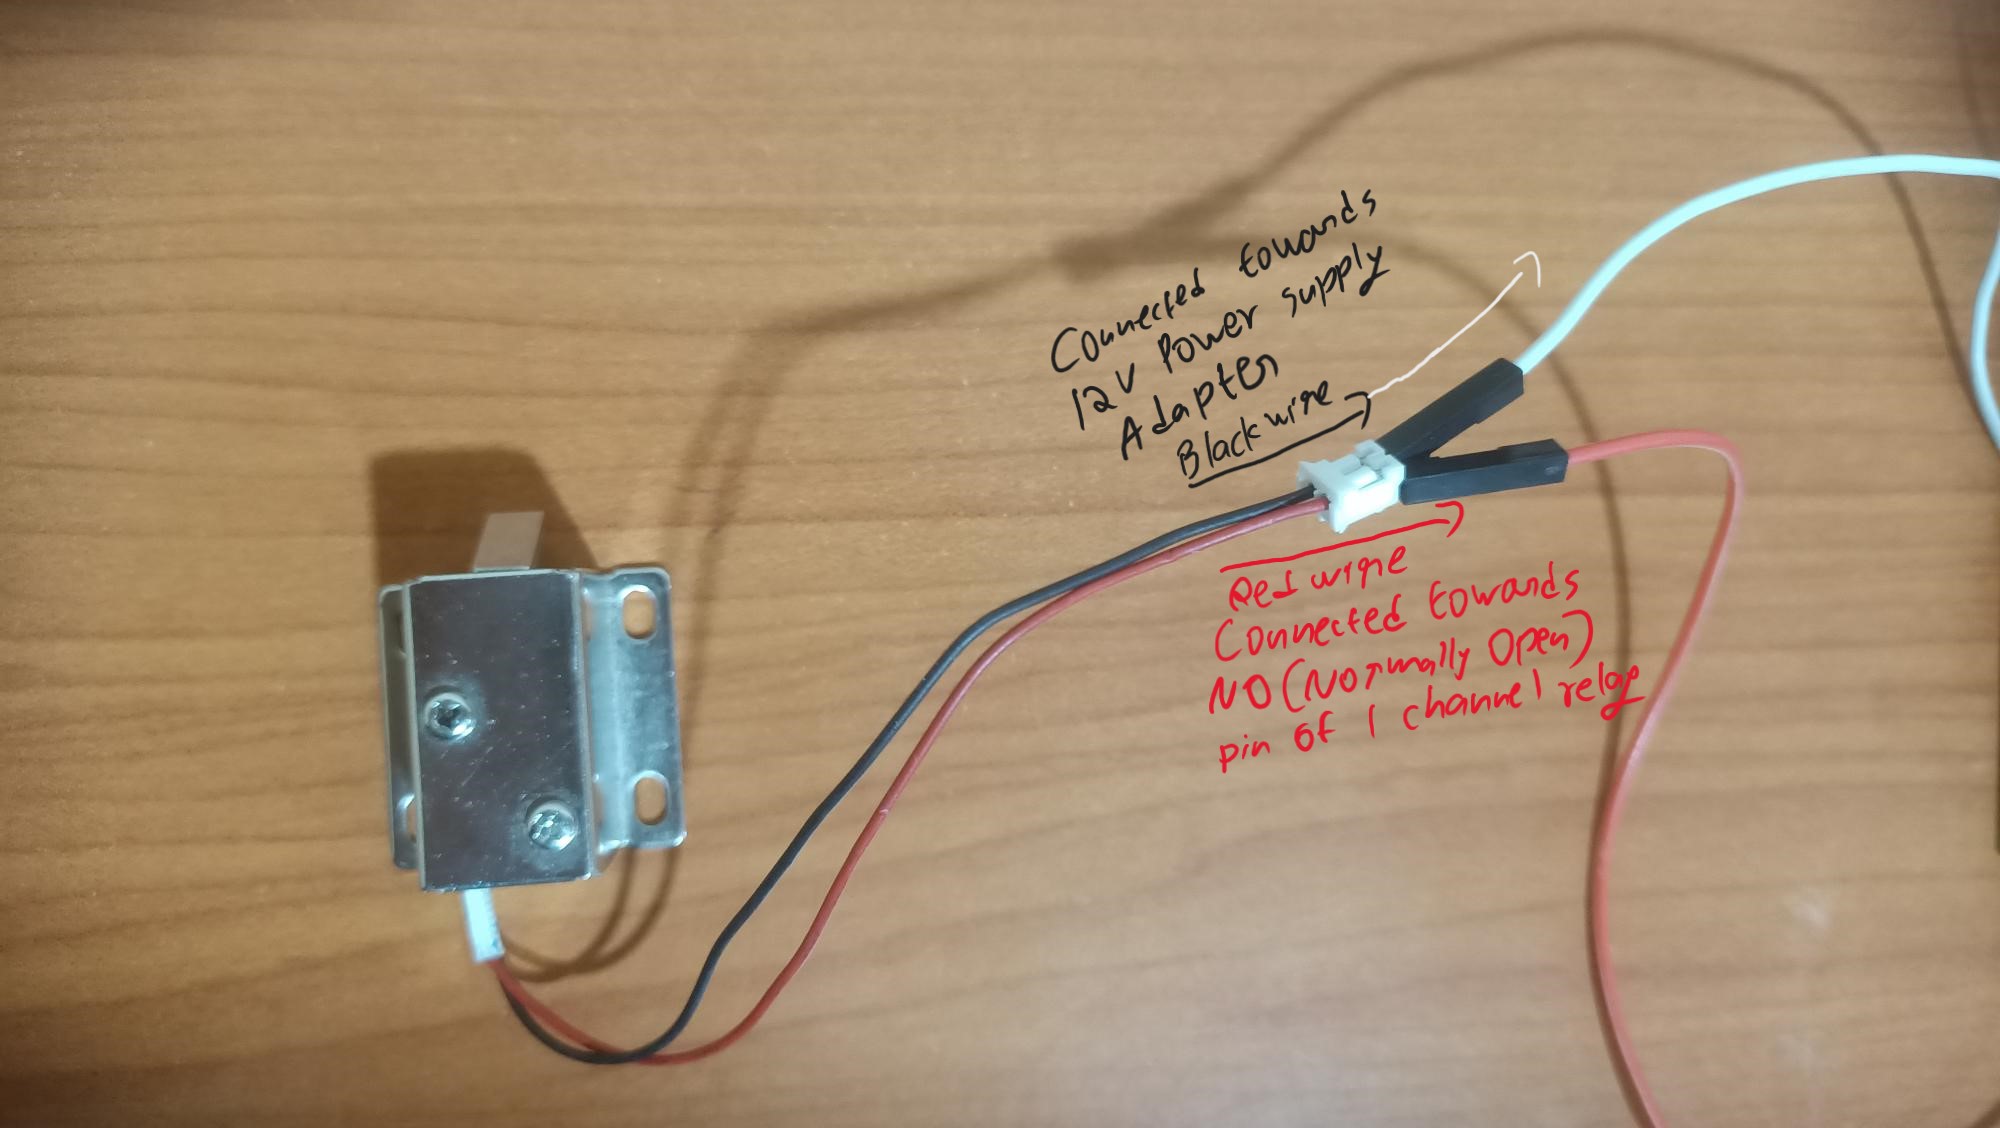 Connected towards
12V Power supply
Adapter
Black wire
Red wire
Connected towards
NO (Normally Open)
pin of 1 channel relay